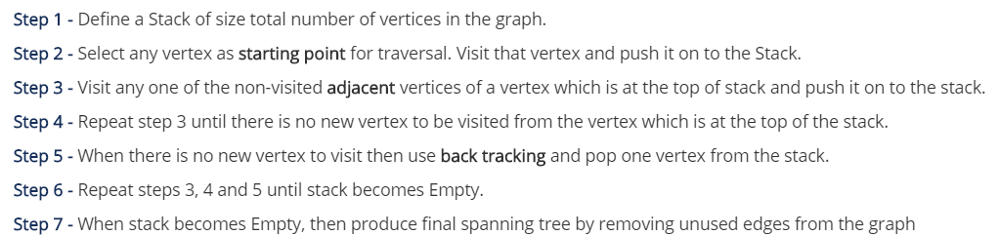 Step 1 - Define a Stack of size total number of vertices in the graph.
Step 2 - Select any vertex as starting point for traversal. Visit that vertex and push it on to the Stack.
Step 3 - Visit any one of the non-visited adjacent vertices of a vertex which is at the top of stack and push it on to the stack.
Step 4 - Repeat step 3 until there is no new vertex to be visited from the vertex which is at the top of the stack.
Step 5 - When there is no new vertex to visit then use back tracking and pop one vertex from the stack.
Step 6 - Repeat steps 3, 4 and 5 until stack becomes Empty.
Step 7 - When stack becomes Empty, then produce final spanning tree by removing unused edges from the graph